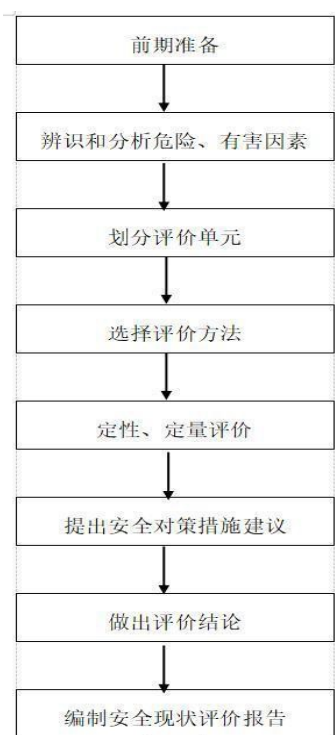 前期准备
辨识和分析危险、有害因素
划分评价单元
选择评价方法
定性、定量评价
提出安全对策措施建议
做出评价结论
编制安全现状评价报告